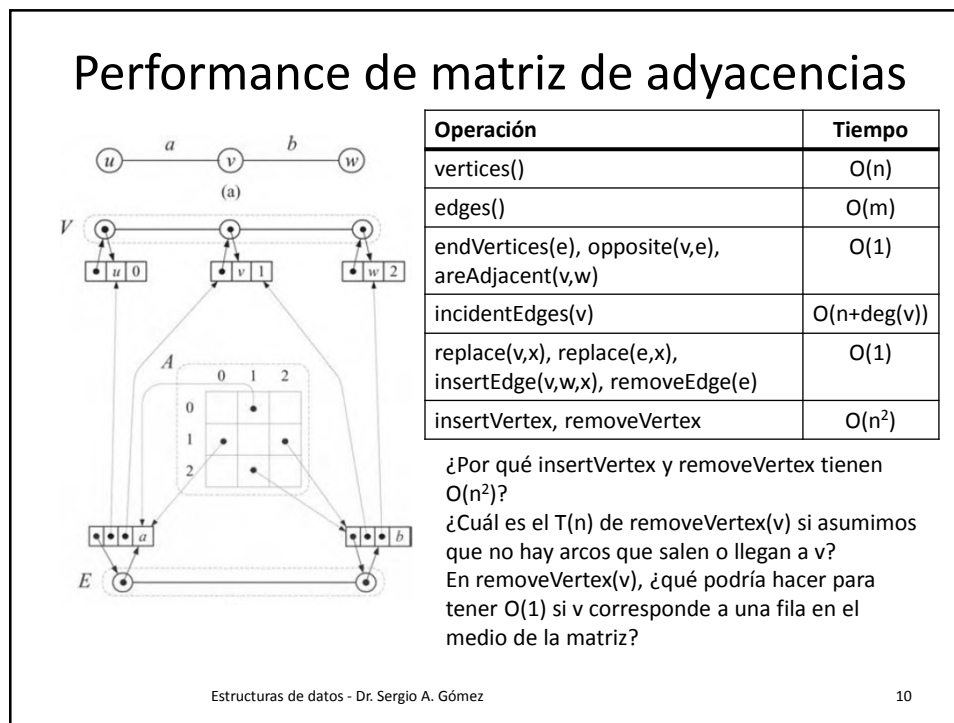 Performance de matriz de adyacencias
a b
u v w
(a)
V
u 0 v 1 w 2
A
0 1 2
0
1
2
a b
E
Operación Tiempo
vertices() O(n)
edges() O(m)
endVertices(e), opposite(v,e), O(1)
areAdjacent(v,w)
incidentEdges(v) O(n+deg(v))
replace(v,x), replace(e,x), O(1)
insertEdge(v,w,x), removeEdge(e)
insertVertex, removeVertex O(n²)
¿Por qué insertVertex y removeVertex tienen
O(n²)?
¿Cuál es el T(n) de removeVertex(v) si asumimos
que no hay arcos que salen o llegan a v?
En removeVertex(v), ¿qué podría hacer para
tener O(1) si v corresponde a una fila en el
medio de la matriz?
Estructuras de datos - Dr. Sergio A. Gómez 10